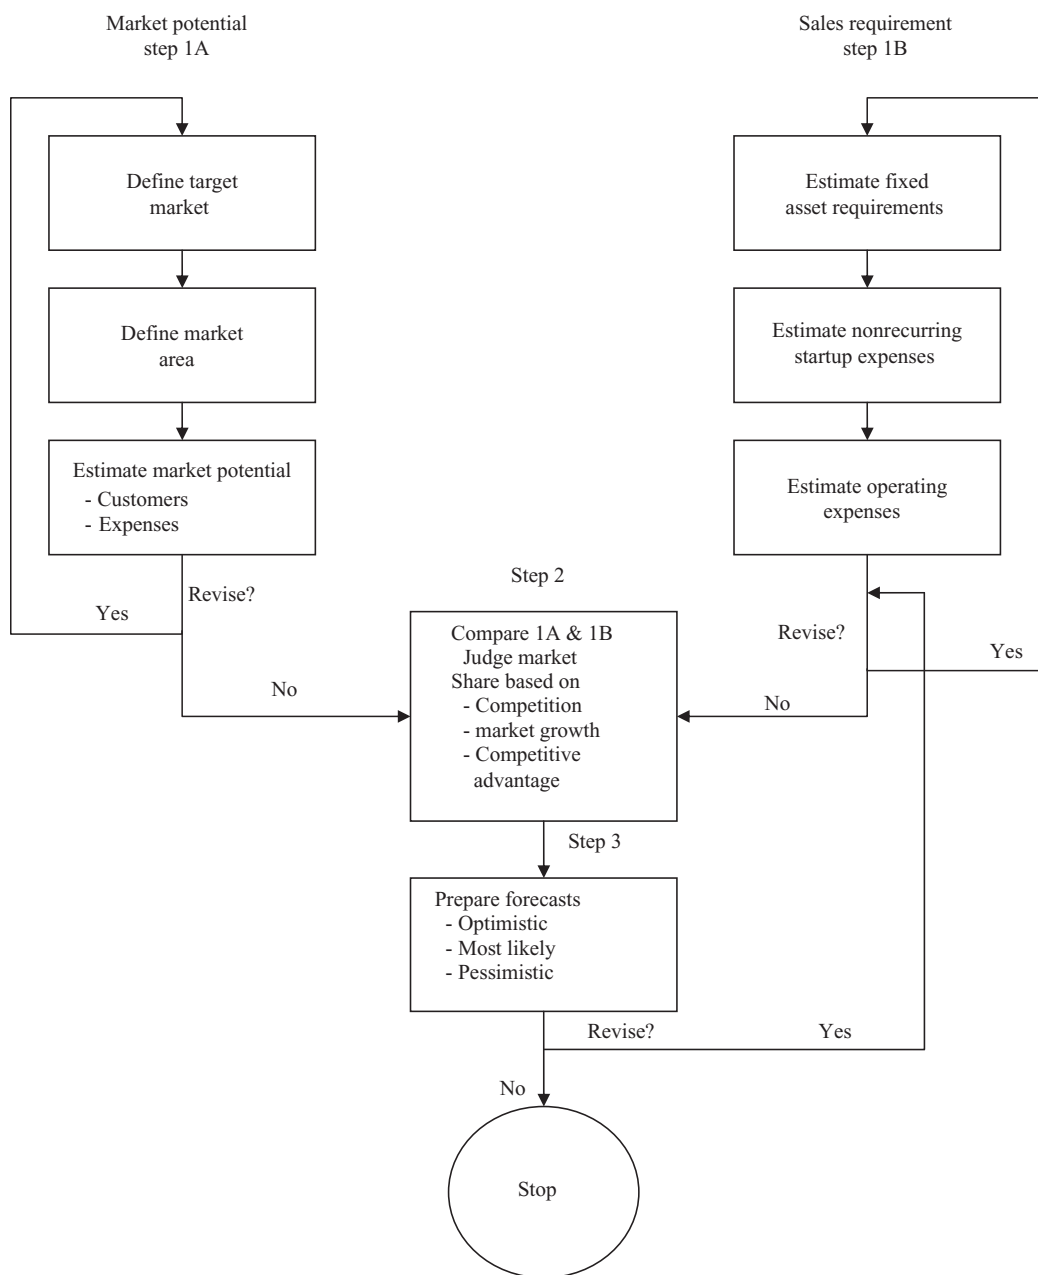 Market potential
step 1A
Sales requirement
step 1B
Define target
market
Estimate fixed
asset requirements
Define market
area
Estimate nonrecurring
startup expenses
Estimate market potential
- Customers
- Expenses
Estimate operating
expenses
Revise?
Yes
Step 2
Compare 1A & 1B
Judge market
Share based on
- Competition
- market growth
- Competitive
advantage
Revise?
Yes
No
No
Step 3
Prepare forecasts
- Optimistic
- Most likely
- Pessimistic
Revise?
Yes
No
Stop